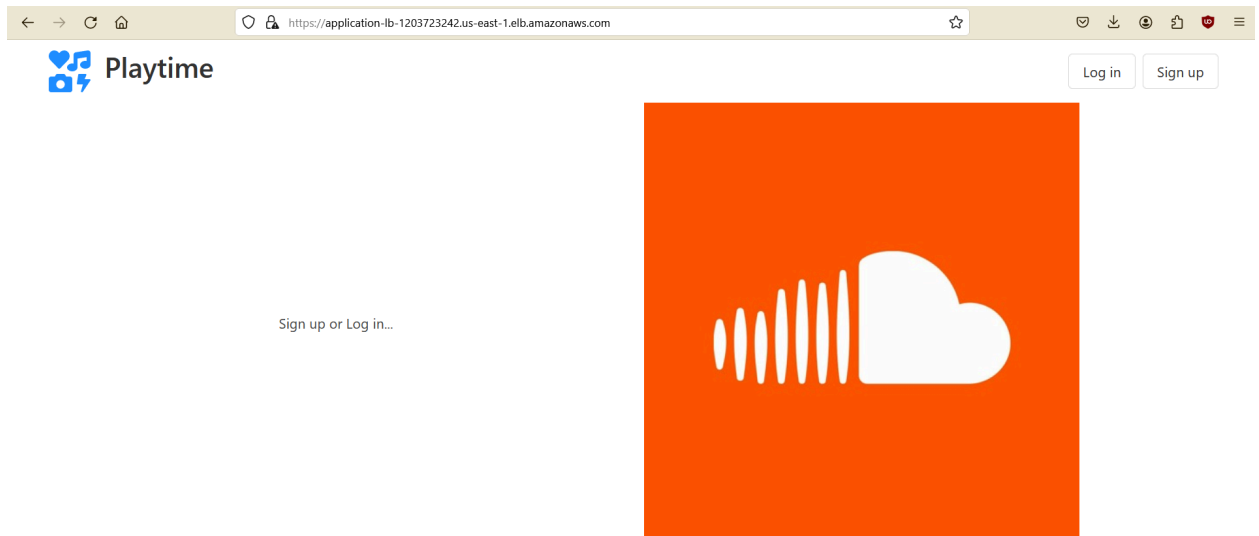 https://application-lb-1203723242.us-east-1.elb.amazonaws.com
Playtime
Log in
Sign up
Sign up or Log in...